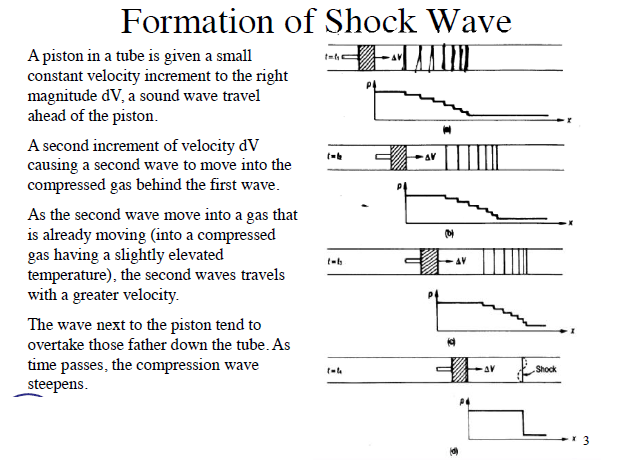 Formation of Shock Wave
A piston in a tube is given a small
constant velocity increment to the right
magnitude dV, a sound wave travel
ahead of the piston.
A second increment of velocity dV
causing a second wave to move into the
compressed gas behind the first wave.
As the second wave move into a gas that
is already moving (into a compressed
gas having a slightly elevated
temperature), the second waves travels
with a greater velocity.
The wave next to the piston tend to
overtake those father down the tube. As
time passes, the compression wave
steepens.
ΔV
P
x
(a)
ΔV
P
x
(b)
ΔV
P
x
(c)
ΔV
Shock
P
x
(d)
3